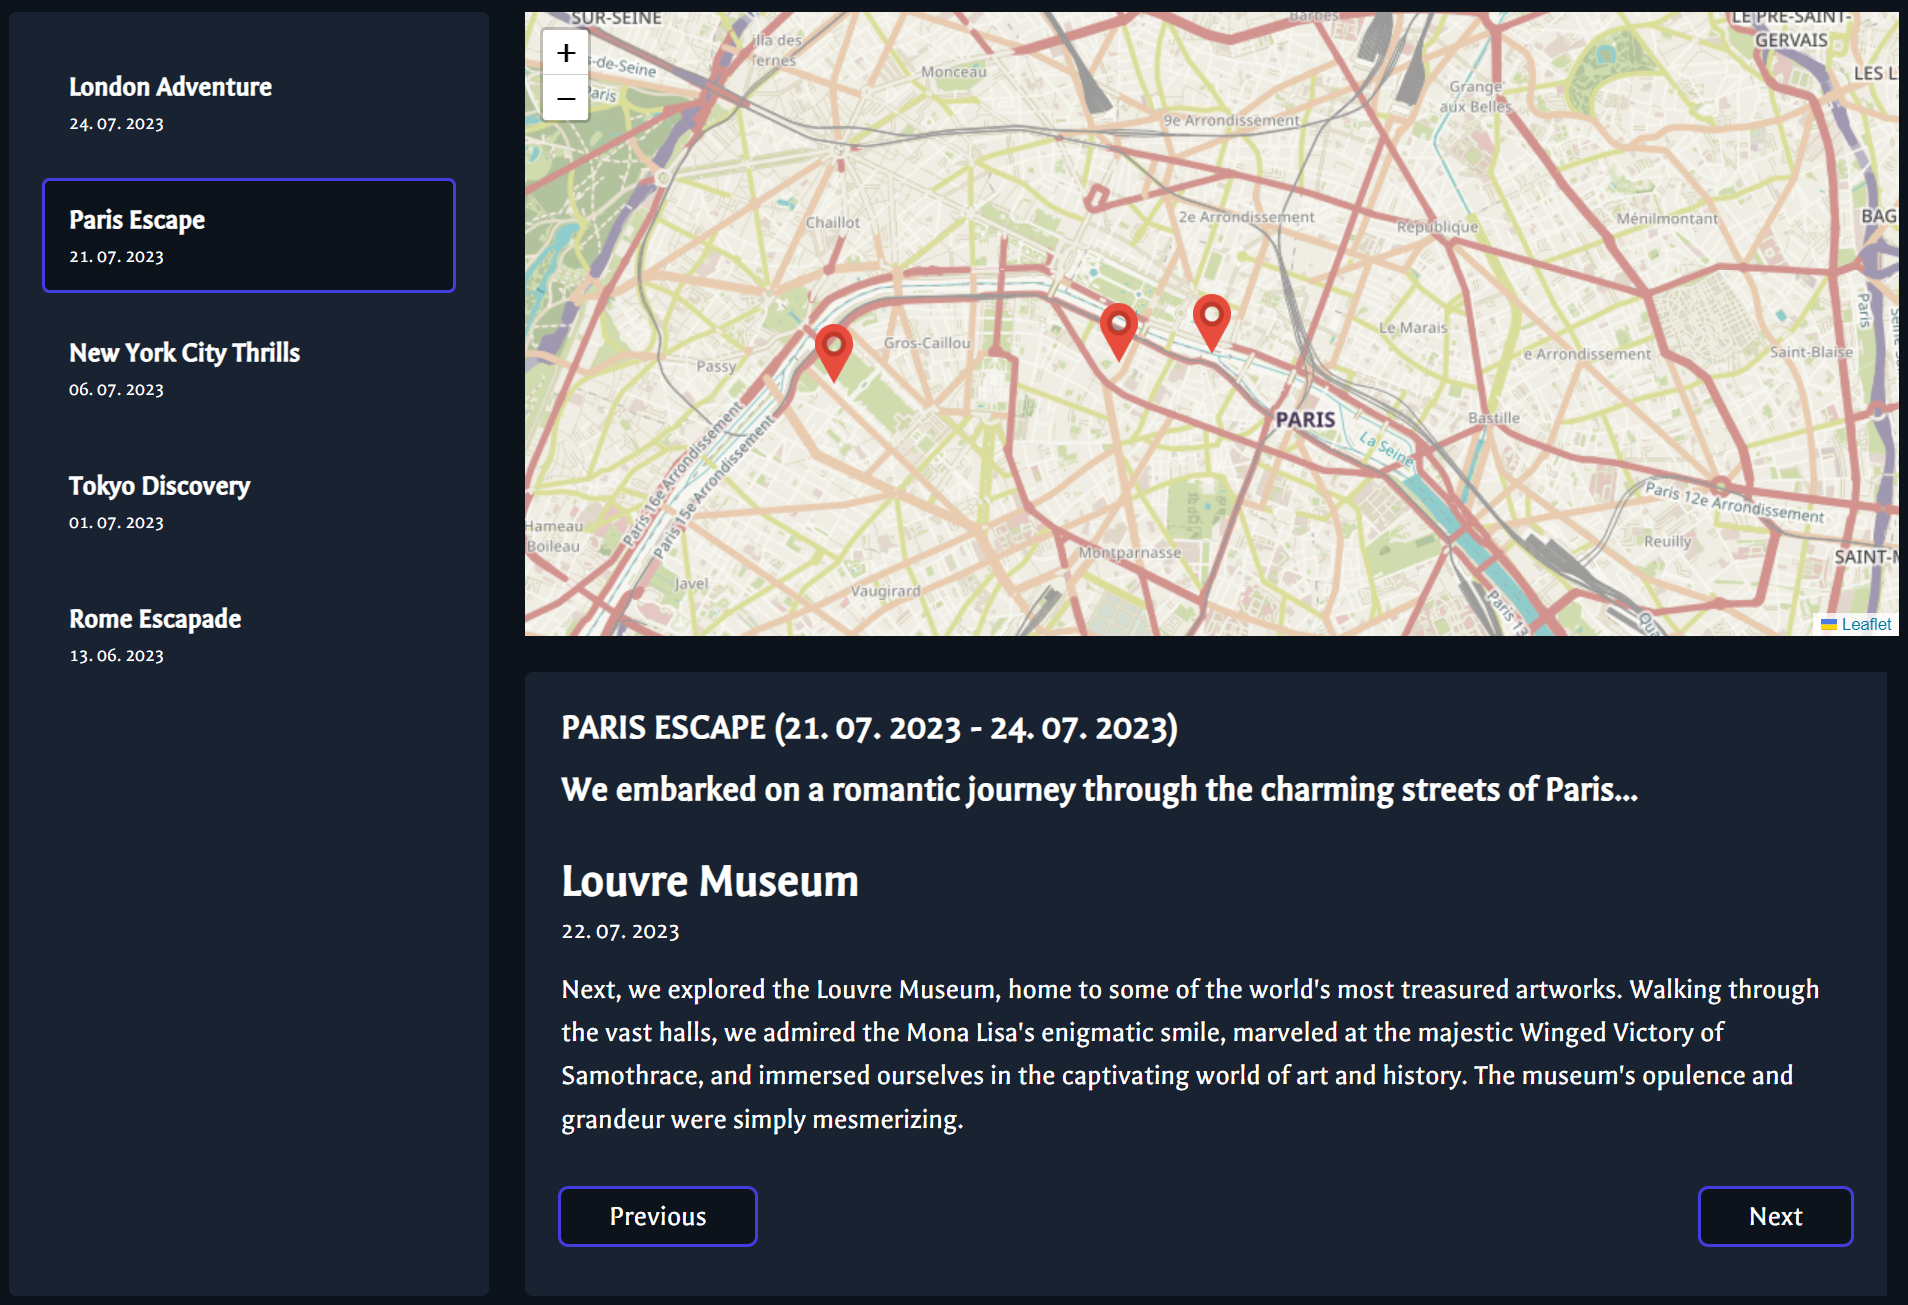 London Adventure
24. 07. 2023
Paris Escape
21. 07. 2023
New York City Thrills
06. 07. 2023
Tokyo Discovery
01. 07. 2023
Rome Escapade
13. 06. 2023
+
−
SUR-SEINE
illa des
Ternes
-de-Seine
Paris
Monceau
Barbès
LE PRÉ-SAINT-
GERVAIS
LES L
Grange
aux Belles
9e Arrondissement
Chaillot
2e Arrondissement
République
Ménilmontant
BAG
Passy
Gros-Caillou
Le Marais
e Arrondissement
Saint-Blaise
Paris
PARIS
Bastille
La Seine
Paris 16e Arrondissement
Paris 15e Arrondissement
Hameau
Boileau
Javel
Vaugirard
Montparnasse
Paris 12e Arrondissement
Reuilly
SAINT-M
Paris 13
Leaflet
PARIS ESCAPE (21. 07. 2023 - 24. 07. 2023)
We embarked on a romantic journey through the charming streets of Paris...
Louvre Museum
22. 07. 2023
Next, we explored the Louvre Museum, home to some of the world's most treasured artworks. Walking through
the vast halls, we admired the Mona Lisa's enigmatic smile, marveled at the majestic Winged Victory of
Samothrace, and immersed ourselves in the captivating world of art and history. The museum's opulence and
grandeur were simply mesmerizing.
Previous
Next